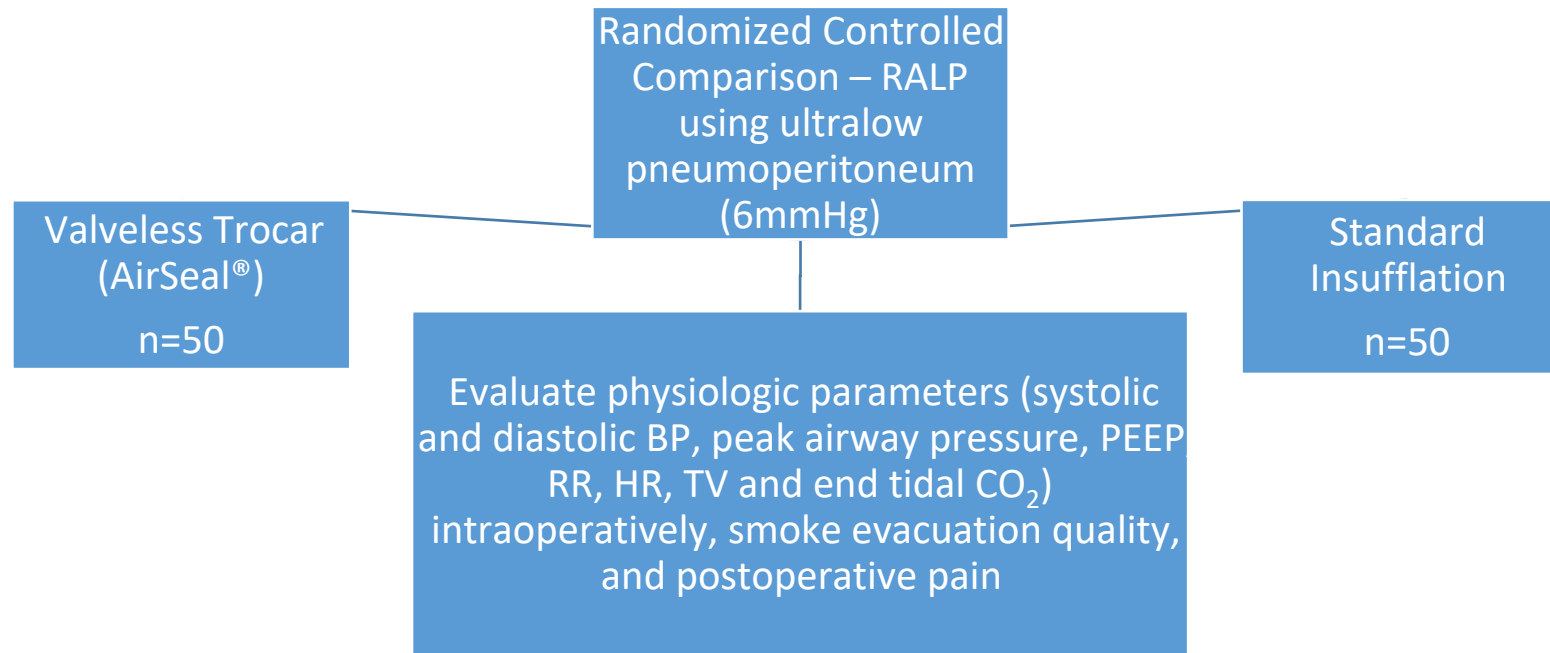 Randomized Controlled
Comparison – RALP
using ultralow
pneumoperitoneum
(6mmHg)
Valveless Trocar
(AirSeal®)
n=50
Standard
Insufflation
n=50
Evaluate physiologic parameters (systolic
and diastolic BP, peak airway pressure, PEEP
RR, HR, TV and end tidal CO₂)
intraoperatively, smoke evacuation quality,
and postoperative pain